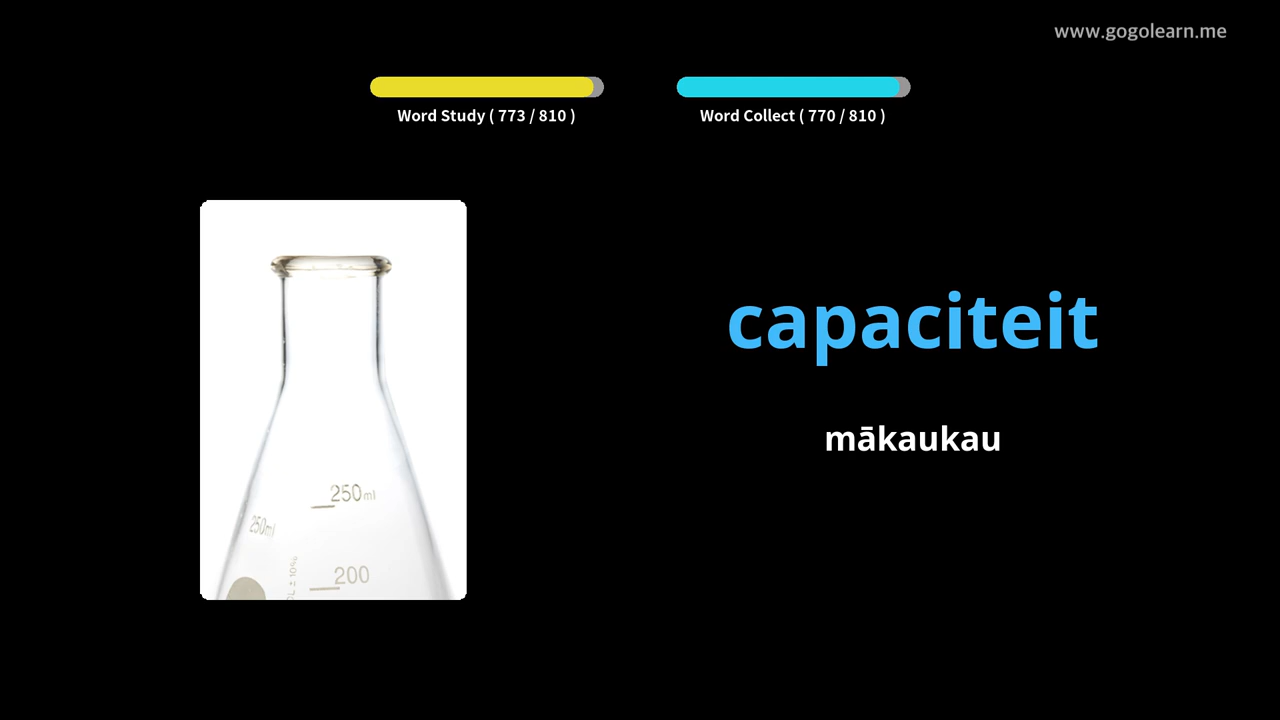 www.gogolearn.me
Word Study ( 773 / 810 )
Word Collect ( 770 / 810 )
capaciteit
mākaukau
250ml
250ml
200